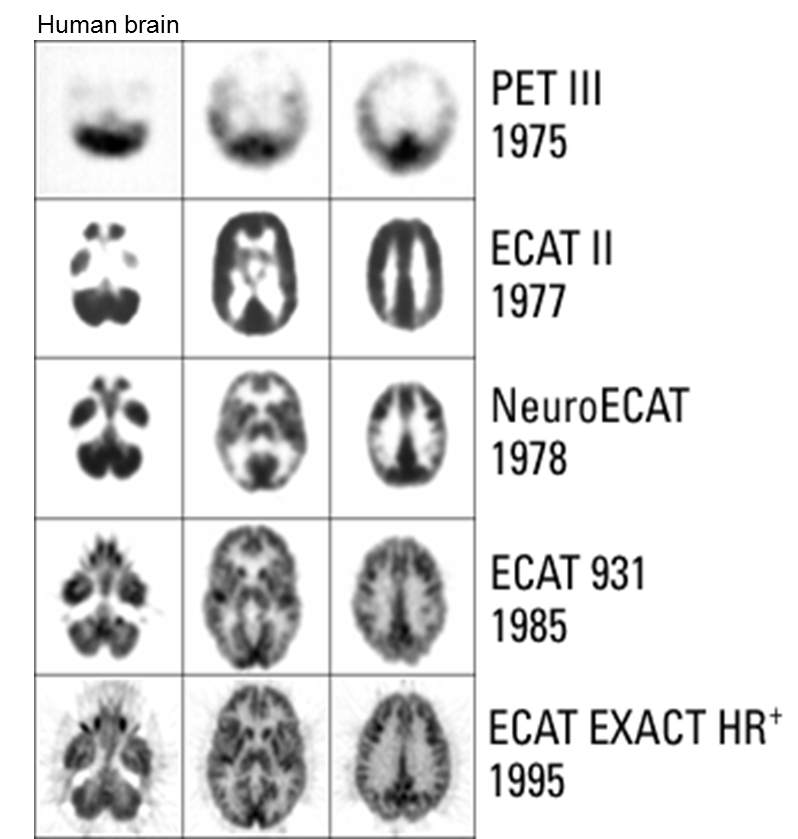 Human brain
PET III
1975
ECAT II
1977
NeuroECAT
1978
ECAT 931
1985
ECAT EXACT HR⁺
1995